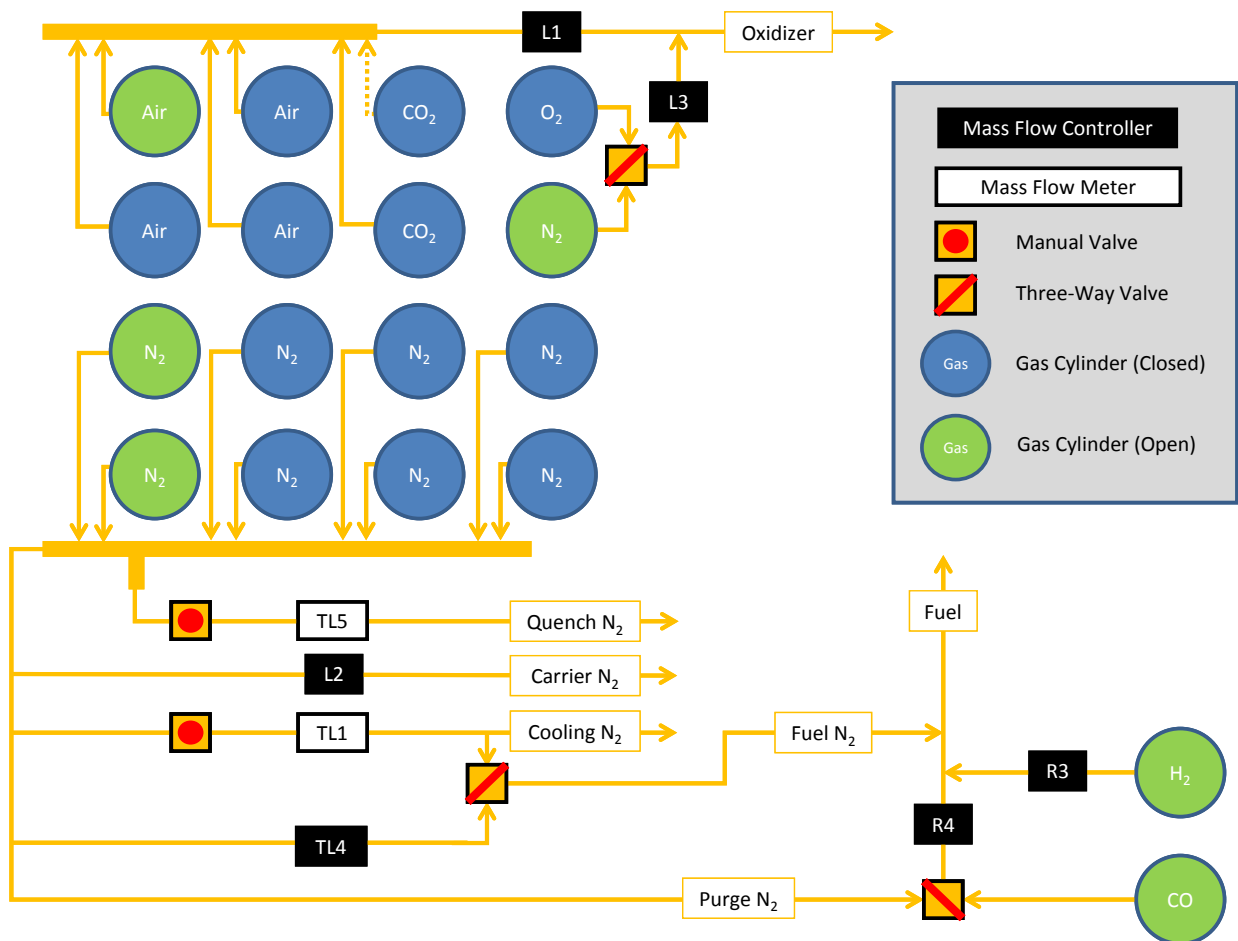 L1
Oxidizer
Air
Air
CO₂
O₂
L3
Air
Air
CO₂
N₂
N₂
N₂
N₂
N₂
N₂
N₂
N₂
N₂
Mass Flow Controller
Mass Flow Meter
Manual Valve
Three-Way Valve
Gas
Gas Cylinder (Closed)
Gas
Gas Cylinder (Open)
TL5
Quench N₂
L2
Carrier N₂
TL1
Cooling N₂
TL4
Fuel
Fuel N₂
R3
H₂
R4
Purge N₂
CO